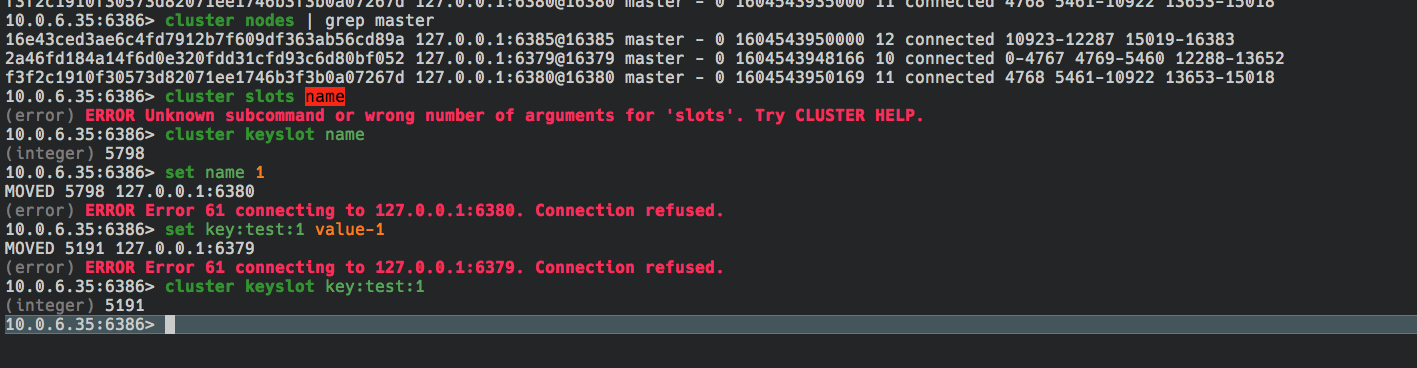 f3f2c1910f30573d82071ee1746b3f3b0a07267d 127.0.0.1:6380@16380 master - 0 1604543935000 11 connected 4768 5461-10922 13653-15018
10.0.6.35:6386> cluster nodes | grep master
16e43ced3ae6c4fd7912b7f609df363ab56cd89a 127.0.0.1:6385@16385 master - 0 1604543950000 12 connected 10923-12287 15019-16383
2a46fd184a14f6d0e320fdd31cfd93c6d80bf052 127.0.0.1:6379@16379 master - 0 1604543948166 10 connected 0-4767 4769-5460 12288-13652
f3f2c1910f30573d82071ee1746b3f3b0a07267d 127.0.0.1:6380@16380 master - 0 1604543950169 11 connected 4768 5461-10922 13653-15018
10.0.6.35:6386> cluster slots name
(error) ERROR Unknown subcommand or wrong number of arguments for 'slots'. Try CLUSTER HELP.
10.0.6.35:6386> cluster keyslot name
(integer) 5798
10.0.6.35:6386> set name 1
MOVED 5798 127.0.0.1:6380
(error) ERROR Error 61 connecting to 127.0.0.1:6380. Connection refused.
10.0.6.35:6386> set key:test:1 value-1
MOVED 5191 127.0.0.1:6379
(error) ERROR Error 61 connecting to 127.0.0.1:6379. Connection refused.
10.0.6.35:6386> cluster keyslot key:test:1
(integer) 5191
10.0.6.35:6386>